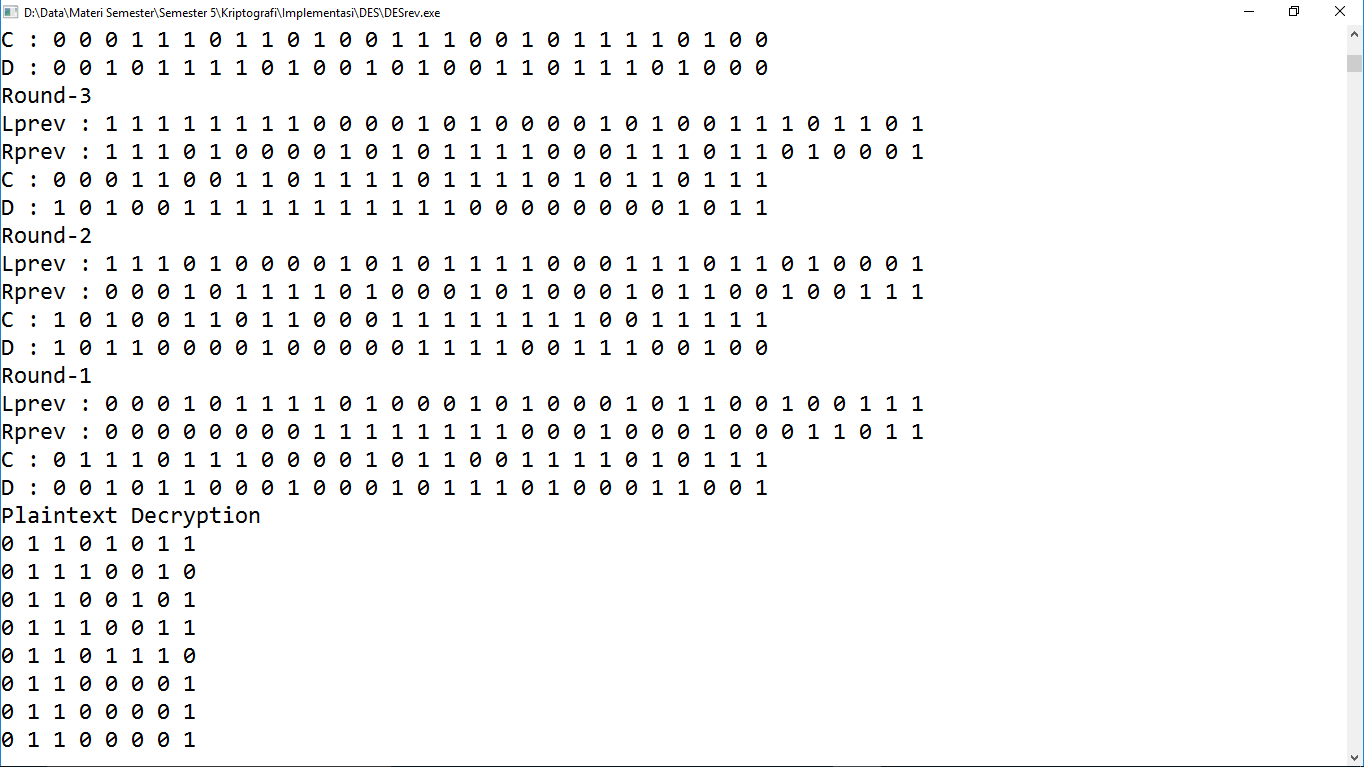 D:\Data\Materi Semester\Semester 5\Kriptografi\Implementasi\DES\DESrev.exe
C : 0 0 0 1 1 1 0 1 1 0 1 0 0 1 1 1 0 0 1 0 1 1 1 1 0 1 0 0
D : 0 0 1 0 1 1 1 1 0 1 0 0 1 0 1 0 0 1 1 0 1 1 1 0 1 0 0 0
Round-3
Lprev : 1 1 1 1 1 1 1 1 0 0 0 0 1 0 1 0 0 0 0 1 0 1 0 0 1 1 1 0 1 1 0 1
Rprev : 1 1 1 0 1 0 0 0 0 1 0 1 0 1 1 1 1 0 0 0 1 1 1 0 1 1 0 1 0 0 0 1
C : 0 0 0 1 1 0 0 1 1 0 1 1 1 1 0 1 1 1 1 0 1 0 1 1 0 1 1 1
D : 1 0 1 0 0 1 1 1 1 1 1 1 1 1 1 1 0 0 0 0 0 0 0 0 1 0 1 1
Round-2
Lprev : 1 1 1 0 1 0 0 0 0 1 0 1 0 1 1 1 1 0 0 0 1 1 1 0 1 1 0 1 0 0 0 1
Rprev : 0 0 0 1 0 1 1 1 1 0 1 0 0 0 1 0 1 0 0 0 1 0 1 1 0 0 1 0 0 1 1 1
C : 1 0 1 0 0 1 1 0 1 1 0 0 0 1 1 1 1 1 1 1 1 0 0 1 1 1 1 1
D : 1 0 1 1 0 0 0 0 1 0 0 0 0 0 1 1 1 1 0 0 1 1 1 0 0 1 0 0
Round-1
Lprev : 0 0 0 1 0 1 1 1 1 0 1 0 0 0 1 0 1 0 0 0 1 0 1 1 0 0 1 0 0 1 1 1
Rprev : 0 0 0 0 0 0 0 0 1 1 1 1 1 1 1 1 0 0 0 1 0 0 0 1 0 0 0 1 1 0 1 1
C : 0 1 1 1 0 1 1 1 0 0 0 0 1 0 1 1 0 0 1 1 1 1 0 1 0 1 1 1
D : 0 0 1 0 1 1 0 0 0 1 0 0 0 1 0 1 1 1 0 1 0 0 0 1 1 0 0 1
Plaintext Decryption
0 1 1 0 1 0 1 1
0 1 1 1 0 0 1 0
0 1 1 0 0 1 0 1
0 1 1 1 0 0 1 1
0 1 1 0 1 1 1 0
0 1 1 0 0 0 0 1
0 1 1 0 0 0 0 1
0 1 1 0 0 0 0 1